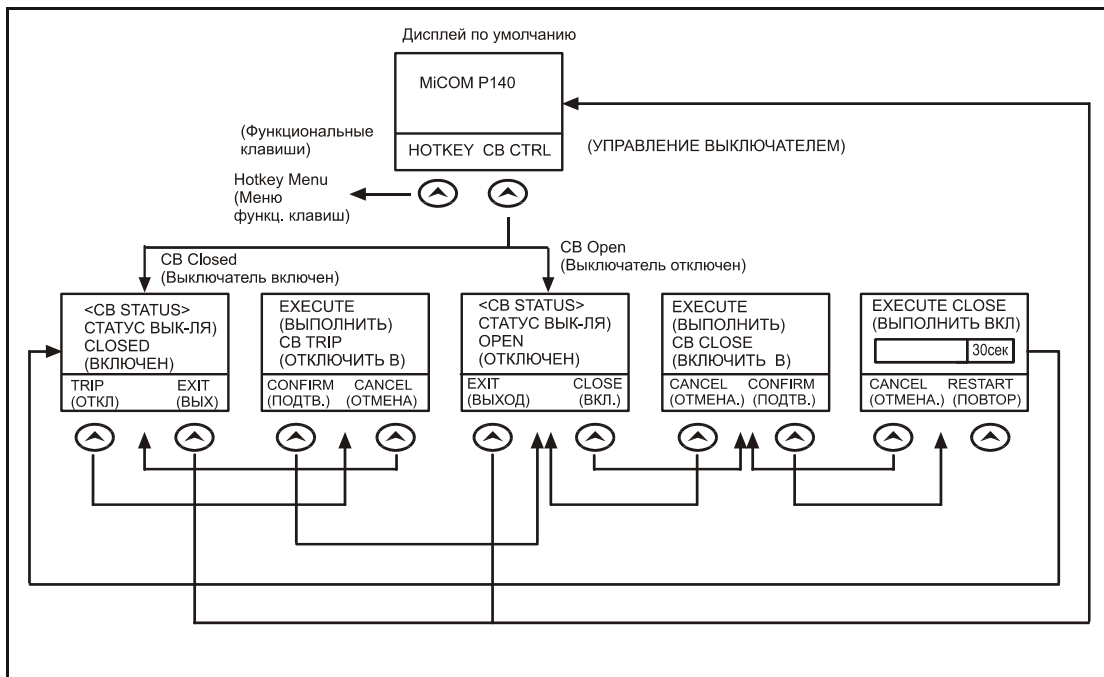 Дисплей по умолчанию
MiCOM P140
(Функциональные
клавиши)
HOTKEY CB CTRL
(УПРАВЛЕНИЕ ВЫКЛЮЧАТЕЛЕМ)
Hotkey Menu
(Меню
функц. клавиш)
CB Closed
(Выключатель включен)
CB Open
(Выключатель отключен)
<CB STATUS>
СТАТУС ВЫК-ЛЯ)
CLOSED
(ВКЛЮЧЕН)
TRIP EXIT
(ОТКЛ) (ВЫХ)
EXECUTE
(ВЫПОЛНИТЬ)
CB TRIP
(ОТКЛЮЧИТЬ В)
CONFIRM CANCEL
(ПОДТВ.) (ОТМЕНА)
<CB STATUS>
СТАТУС ВЫК-ЛЯ)
OPEN
(ОТКЛЮЧЕН)
EXIT CLOSE
(ВЫХОД) (ВКЛ.)
EXECUTE
(ВЫПОЛНИТЬ)
CB CLOSE
(ВКЛЮЧИТЬ В)
CANCEL CONFIRM
(ОТМЕНА.) (ПОДТВ.)
EXECUTE CLOSE
(ВЫПОЛНИТЬ ВКЛ)
30сек
CANCEL RESTART
(ОТМЕНА.) (ПОВТОР)